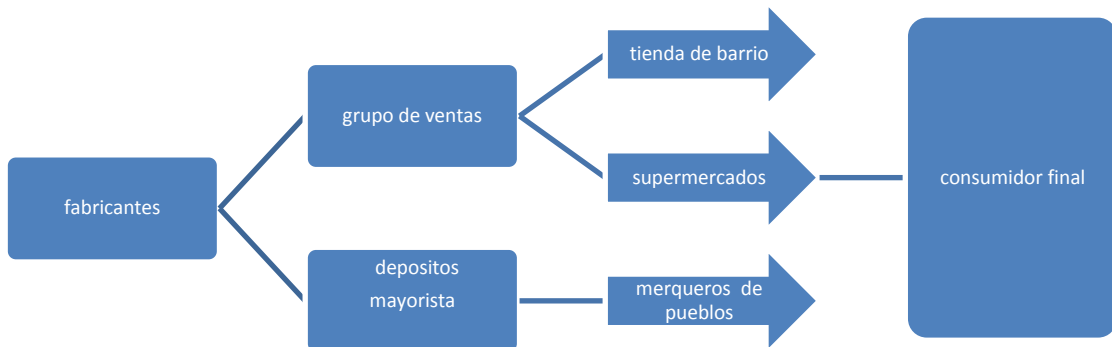 fabricantes
grupo de ventas
depositos
mayorista
tienda de barrio
supermercados
merqueros de
pueblos
consumidor final